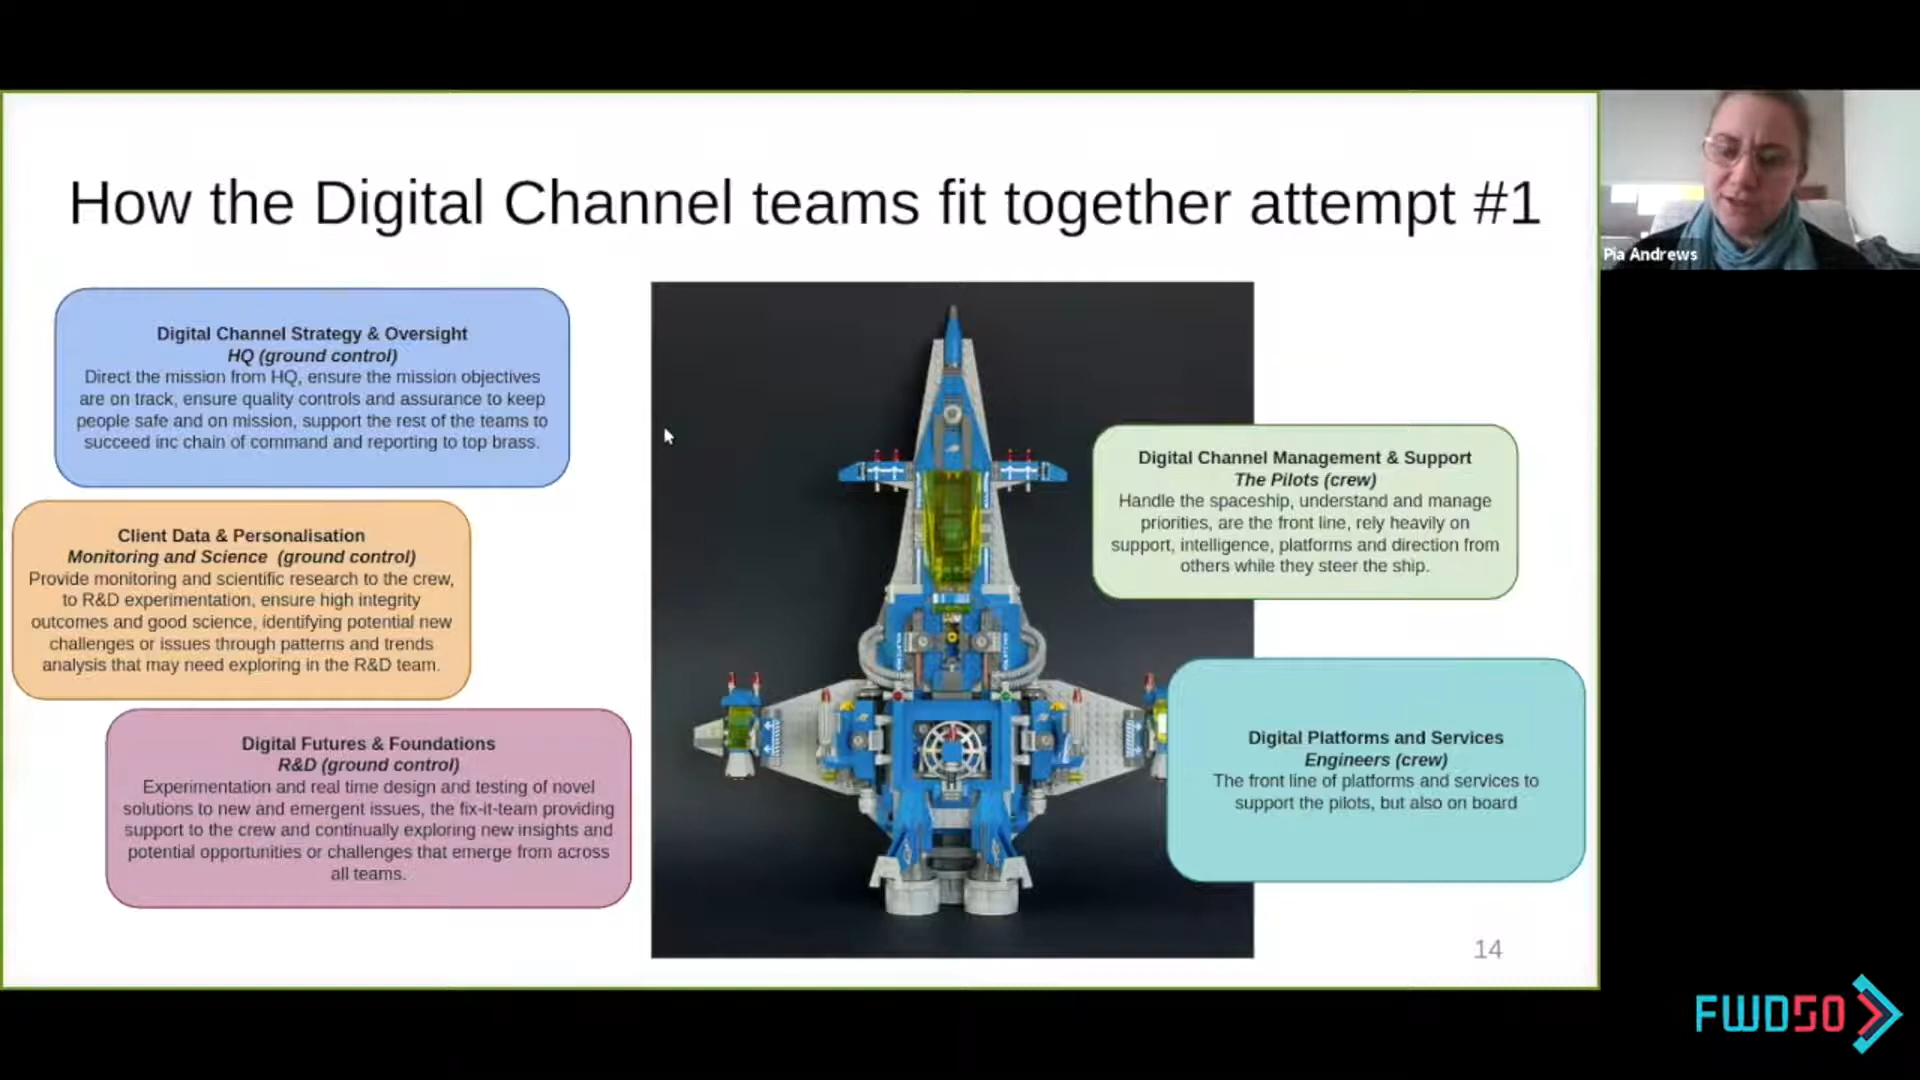 How the Digital Channel teams fit together attempt #1
Pia Andrews
Digital Channel Strategy & Oversight
HQ (ground control)
Direct the mission from HQ, ensure the mission objectives
are on track, ensure quality controls and assurance to keep
people safe and on mission, support the rest of the teams to
succeed inc chain of command and reporting to top brass.
Client Data & Personalisation
Monitoring and Science (ground control)
Provide monitoring and scientific research to the crew,
to R&D experimentation, ensure high integrity
outcomes and good science, identifying potential new
challenges or issues through patterns and trends
analysis that may need exploring in the R&D team.
Digital Futures & Foundations
R&D (ground control)
Experimentation and real time design and testing of novel
solutions to new and emergent issues, the fix-it-team providing
support to the crew and continually exploring new insights and
potential opportunities or challenges that emerge from across
all teams.
Digital Channel Management & Support
The Pilots (crew)
Handle the spaceship, understand and manage
priorities, are the front line, rely heavily on
support, intelligence, platforms and direction from
others while they steer the ship.
Digital Platforms and Services
Engineers (crew)
The front line of platforms and services to
support the pilots, but also on board
14
FWD50